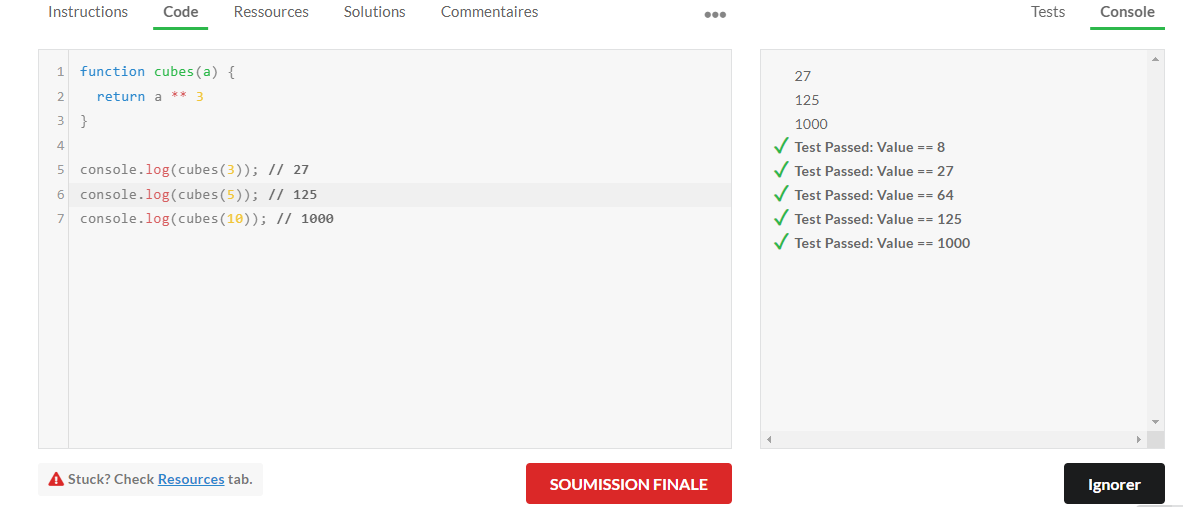 Instructions Code Ressources Solutions Commentaires ••• Tests Console
1 function cubes(a) {
2 return a ** 3
3 }
4
5 console.log(cubes(3)); // 27
6 console.log(cubes(5)); // 125
7 console.log(cubes(10)); // 1000
27
125
1000
Test Passed: Value == 8
Test Passed: Value == 27
Test Passed: Value == 64
Test Passed: Value == 125
Test Passed: Value == 1000
Stuck? Check Resources tab.
SOUMISSION FINALE
Ignorer